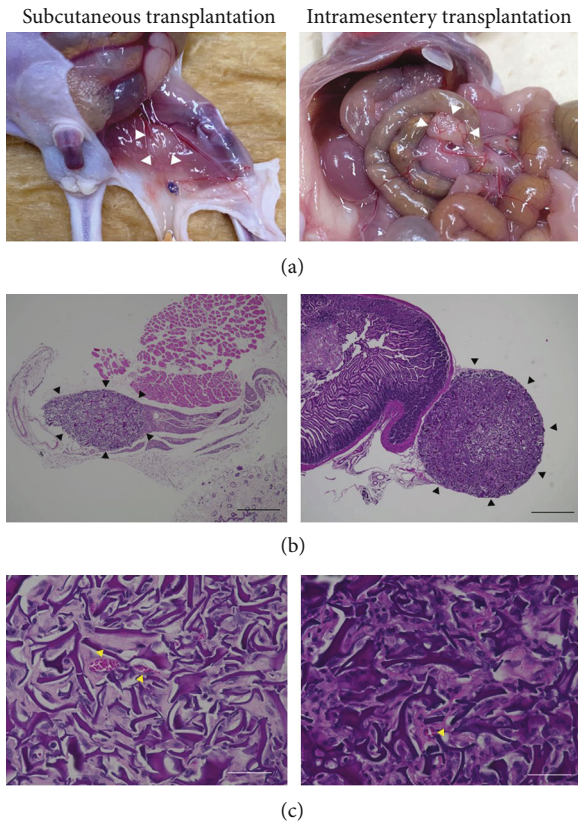 Subcutaneous transplantation
Intramesentery transplantation
(a)
(b)
(c)